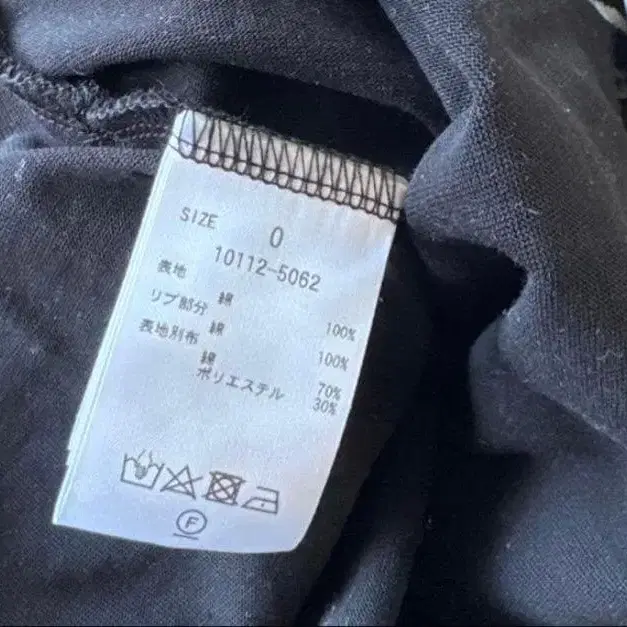 SIZE 0
10112-5062
表地
綿 100%
リブ部分
綿 100%
表地別布
綿 70%
ポリエステル 30%
F